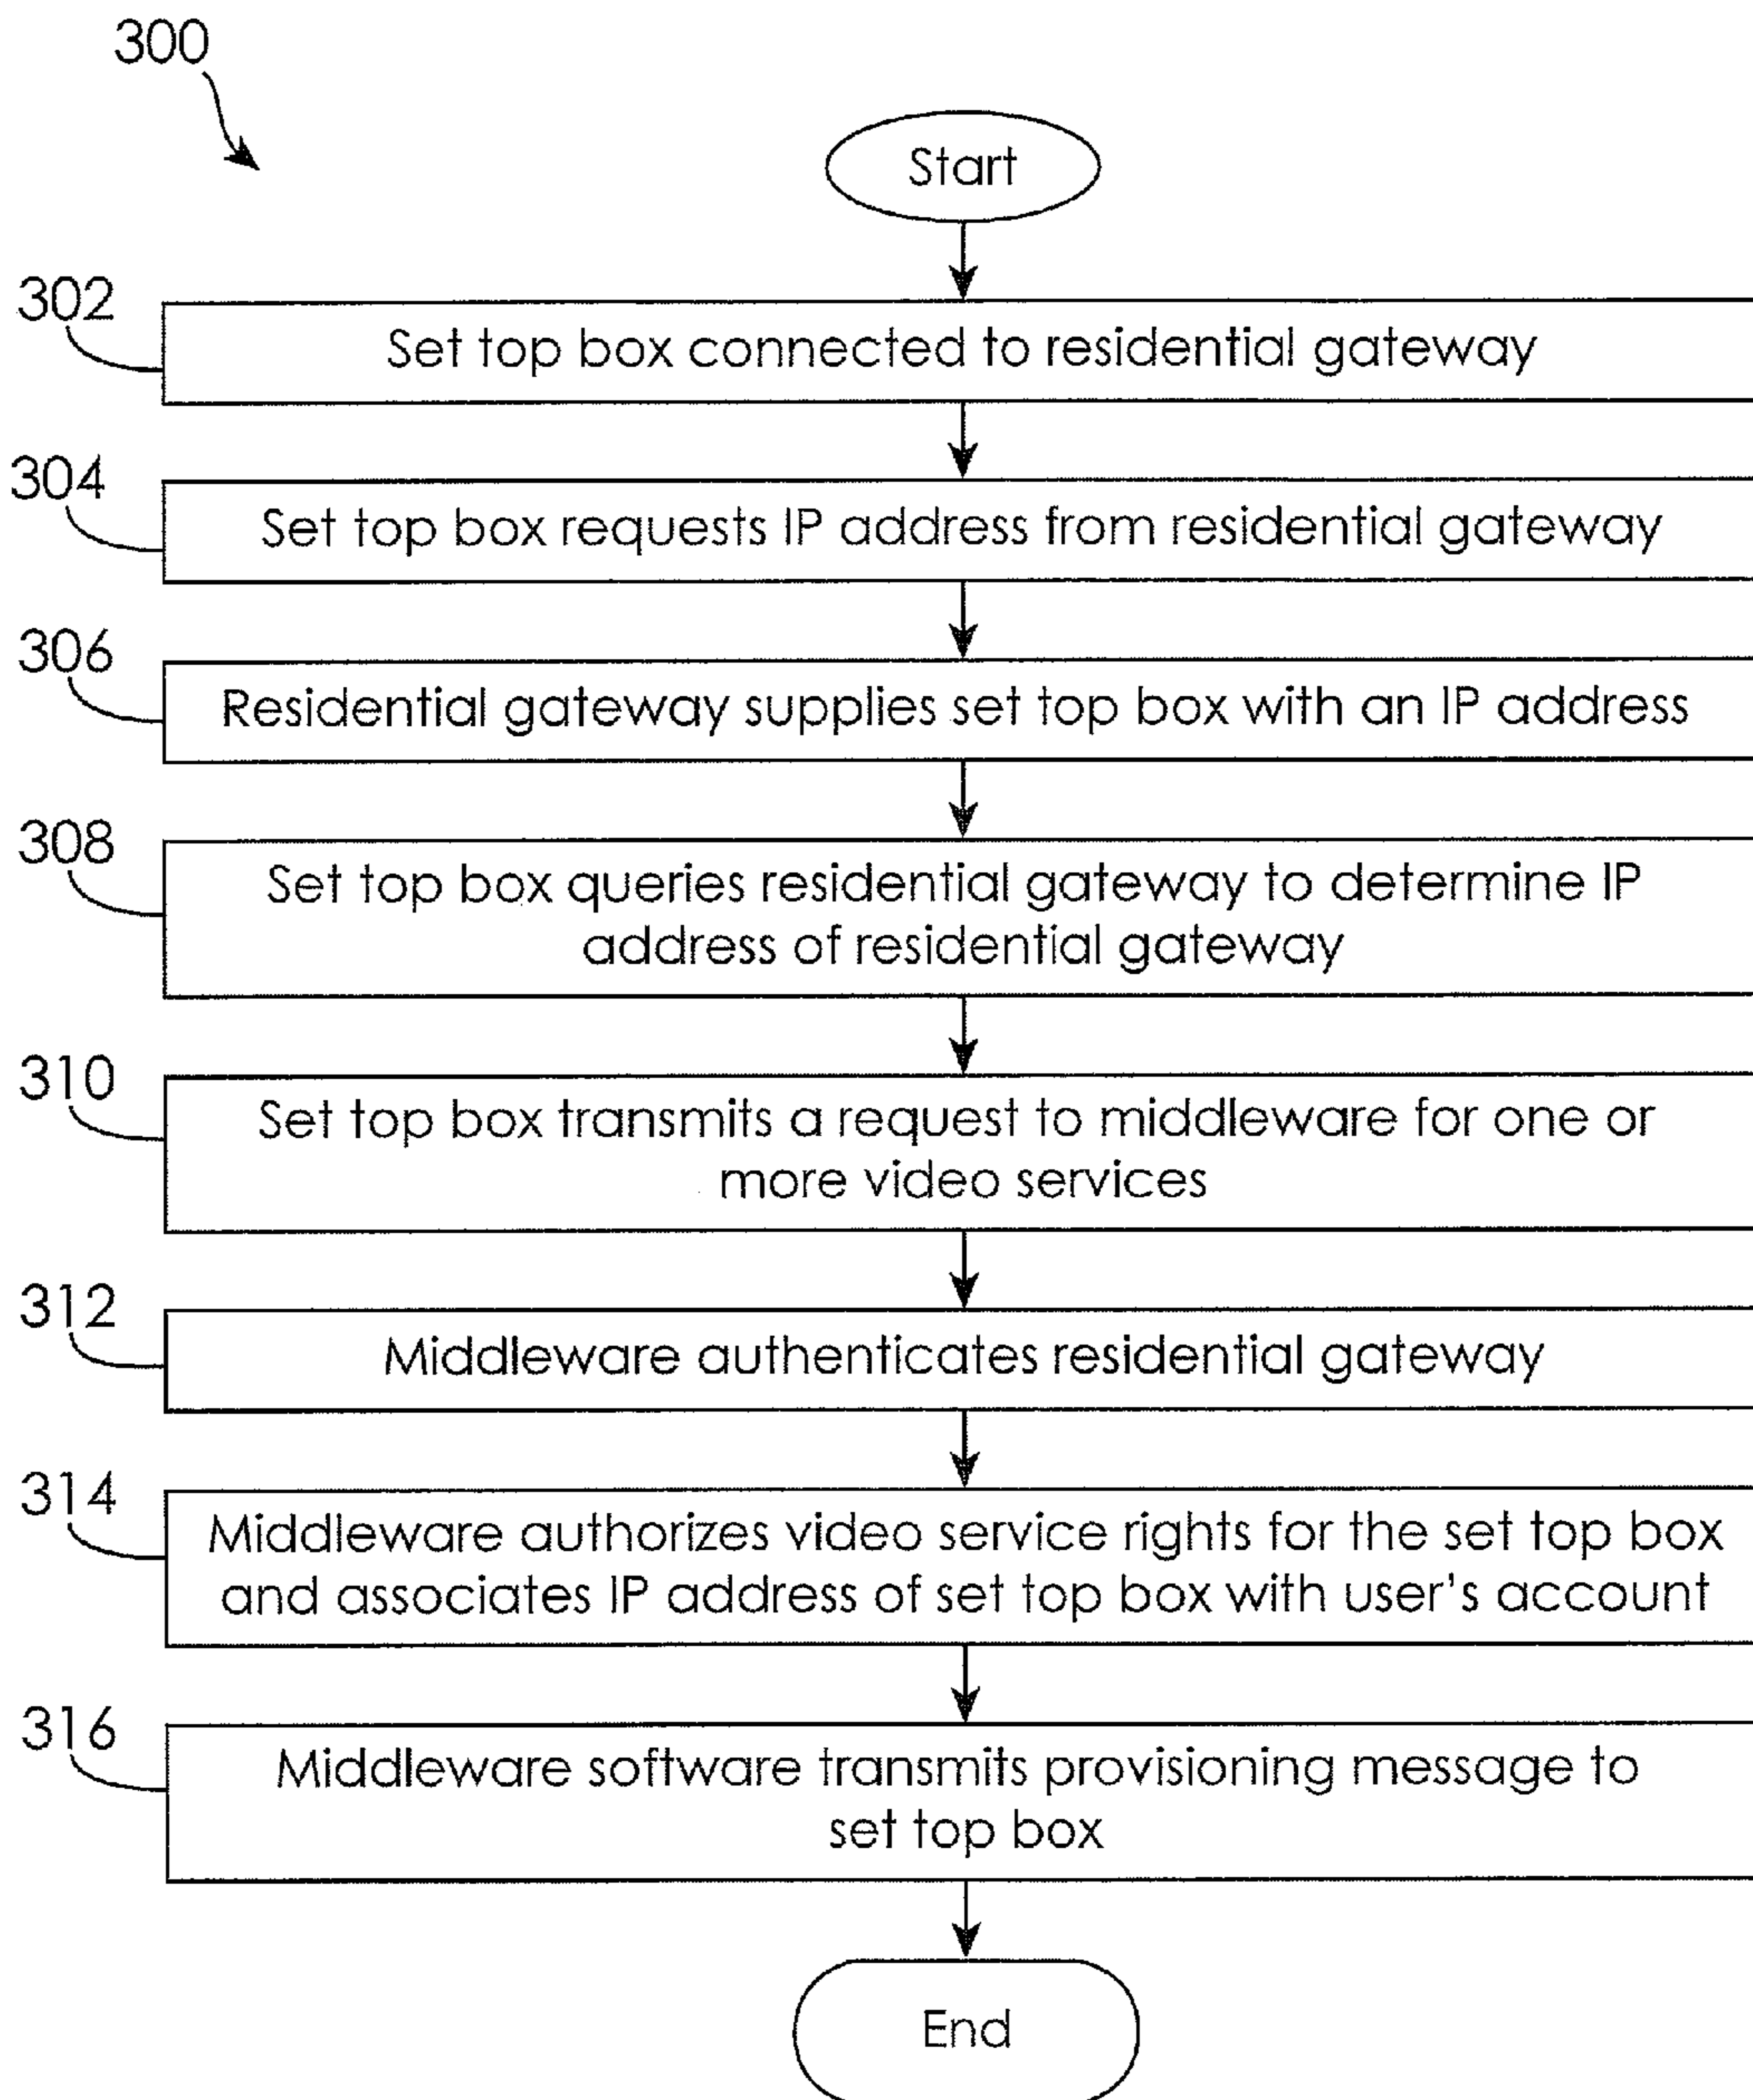 300
Start
302
Set top box connected to residential gateway
304
Set top box requests IP address from residential gateway
306
Residential gateway supplies set top box with an IP address
308
Set top box queries residential gateway to determine IP
address of residential gateway
310
Set top box transmits a request to middleware for one or
more video services
312
Middleware authenticates residential gateway
314
Middleware authorizes video service rights for the set top box
and associates IP address of set top box with user's account
316
Middleware software transmits provisioning message to
set top box
End